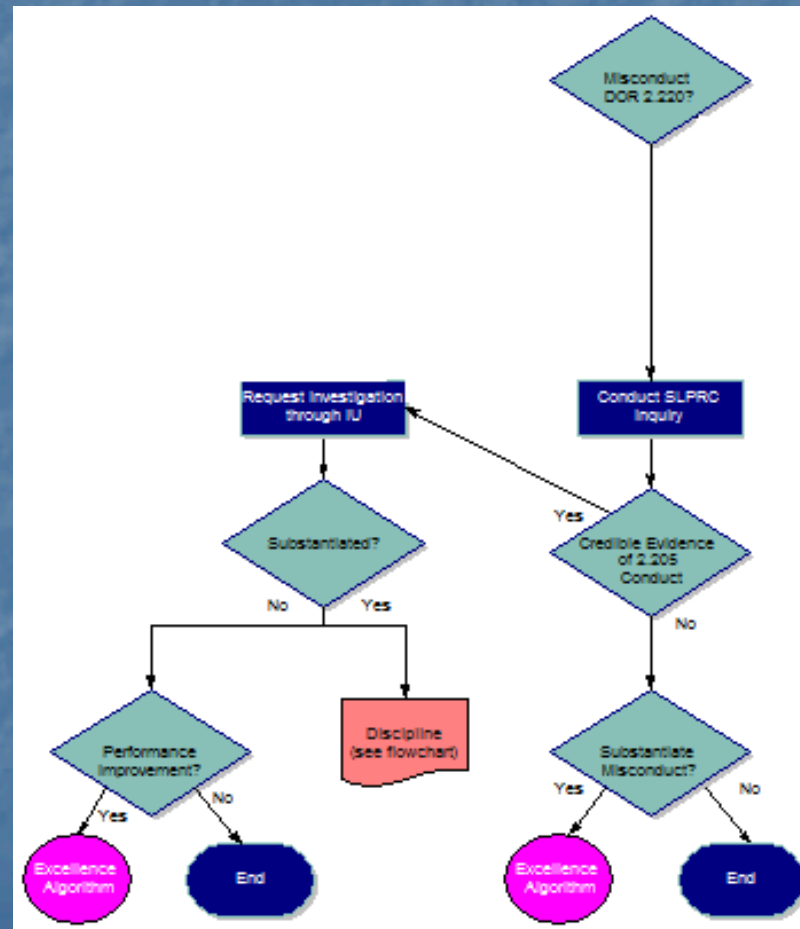 Misconduct
DOR 2.220?
Request Investigation
through IU
Conduct SLPRC
Inquiry
Yes
Substantiated?
Credible Evidence
of 2.205
Conduct
No
Yes
No
Discipline
(see flowchart)
Performance
Improvement?
Substantiate
Misconduct?
Yes
No
Yes
No
Excellence
Algorithm
End
Excellence
Algorithm
End